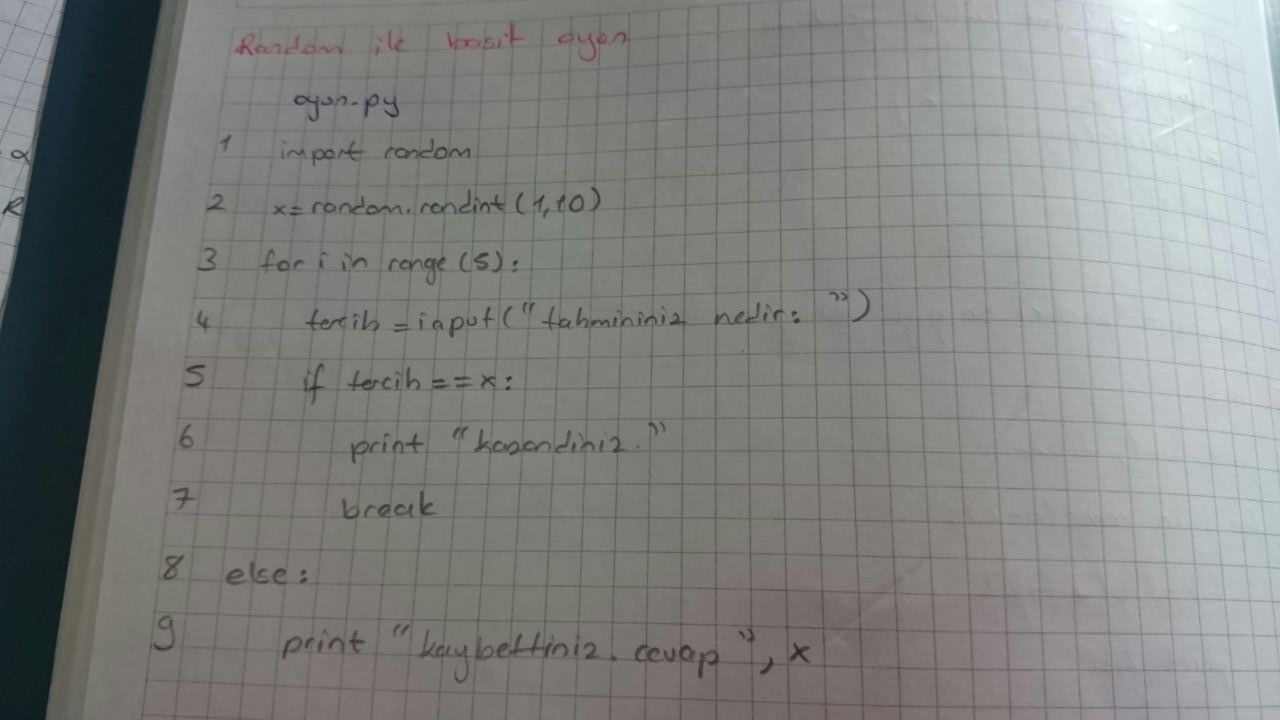 Random ile basit oyun
oyun.py
1 import random
2 x=random.randint(1,10)
3 for i in range(5):
4 tercih=input("tahmininiz nedir: ")
5 if tercih==x:
6 print "kazandiniz."
7 break
8 else:
9 print "kaybettiniz. cevap", x
α
R